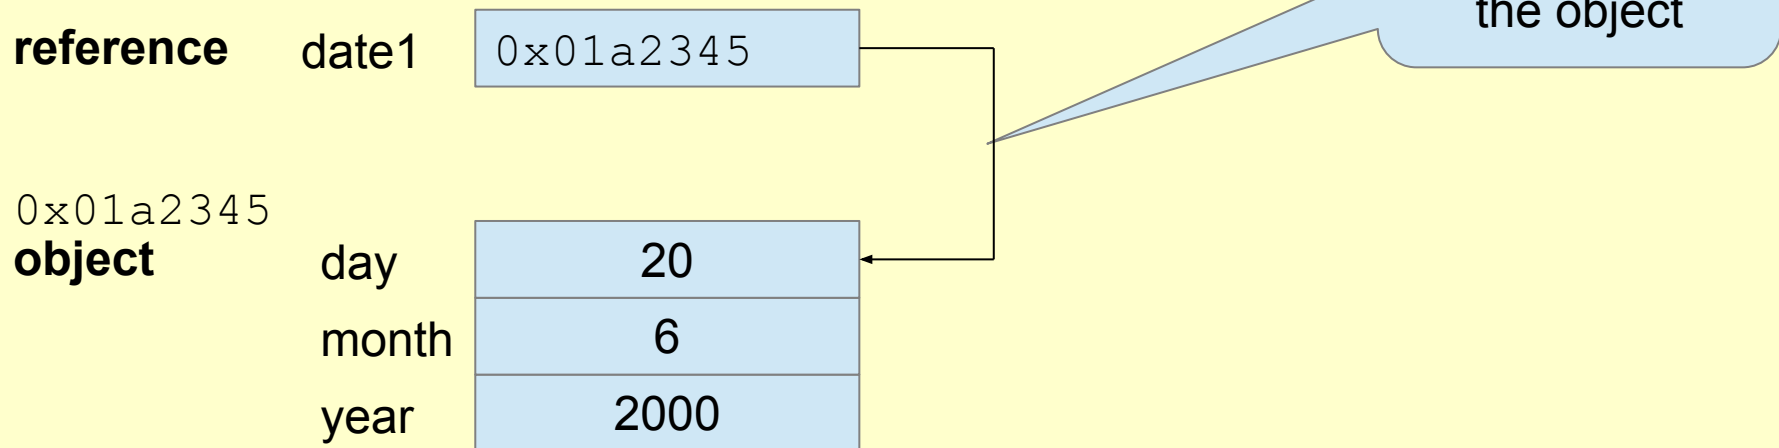 the object
reference date1 0x01a2345
0x01a2345
object day 20
month 6
year 2000